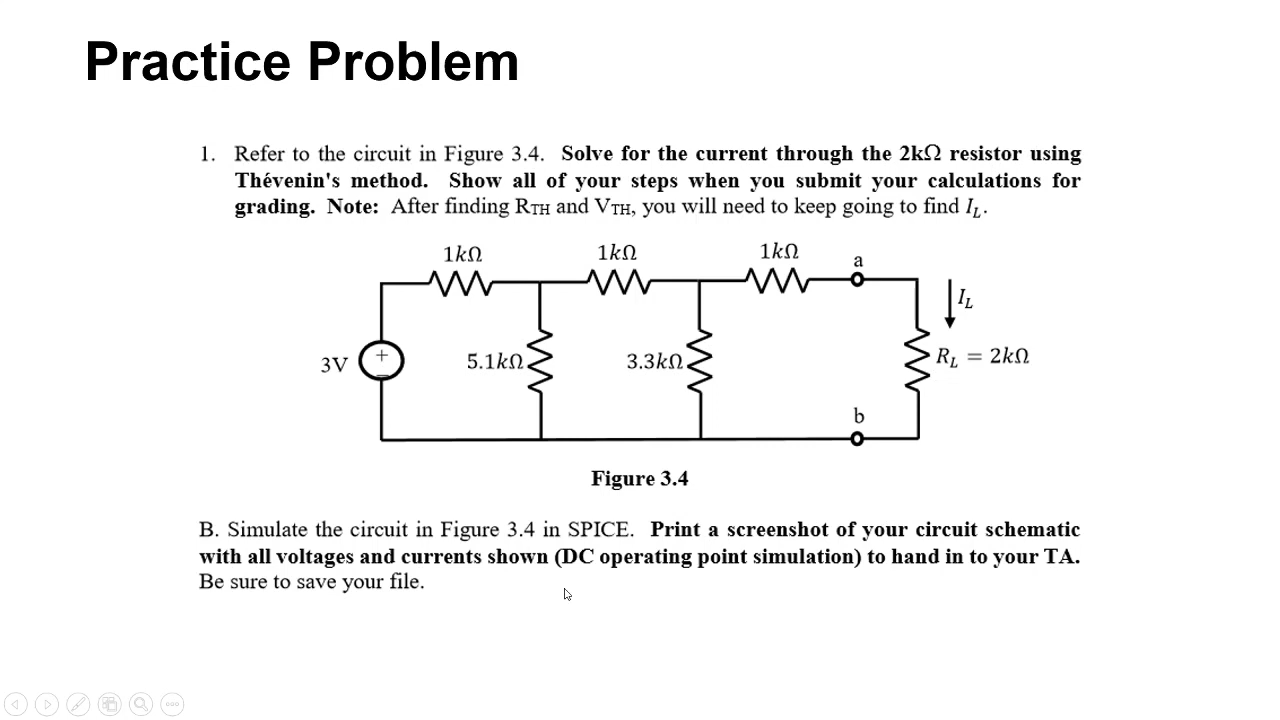 Practice Problem
1. Refer to the circuit in Figure 3.4. Solve for the current through the 2kΩ resistor using
Thévenin's method. Show all of your steps when you submit your calculations for
grading. Note: After finding RTH and VTH, you will need to keep going to find IL.
1kΩ 1kΩ 1kΩ a
IL
3V + − 5.1kΩ 3.3kΩ RL = 2kΩ
b
Figure 3.4
B. Simulate the circuit in Figure 3.4 in SPICE. Print a screenshot of your circuit schematic
with all voltages and currents shown (DC operating point simulation) to hand in to your TA.
Be sure to save your file.